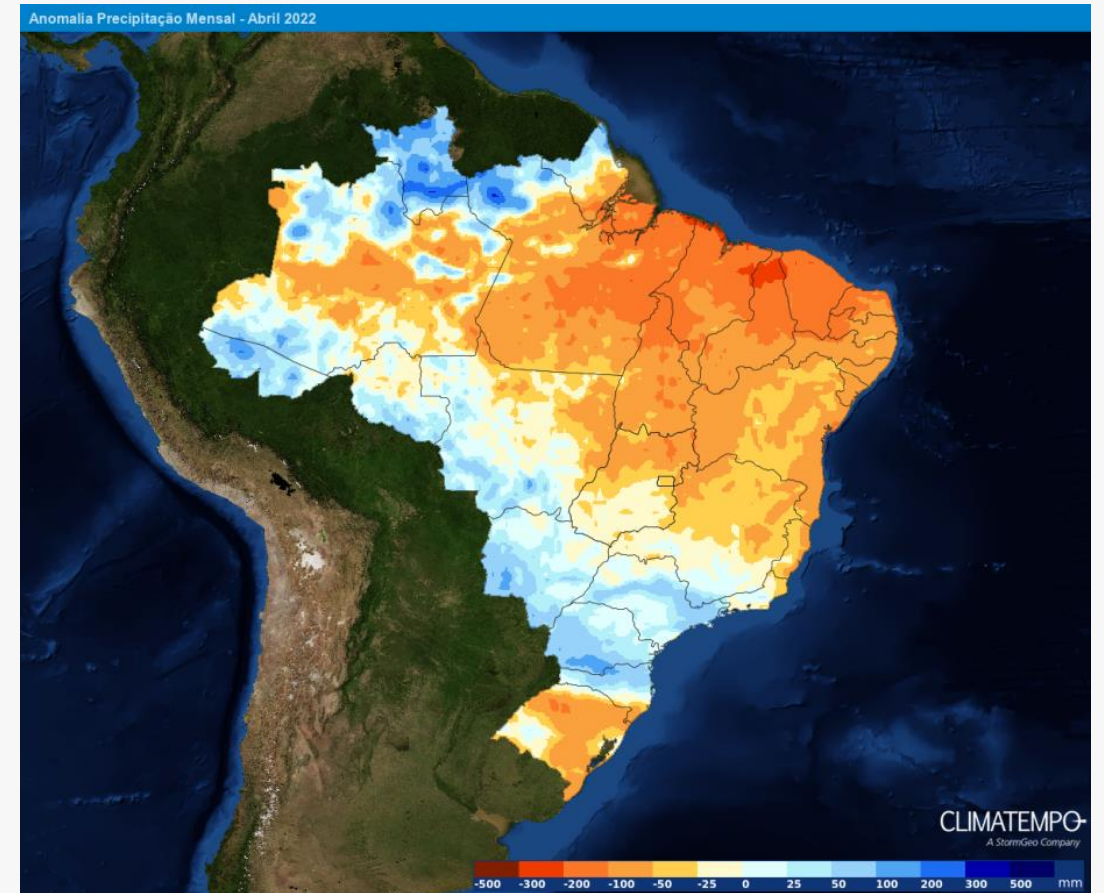 Anomalia Precipitação Mensal - Abril 2022
CLIMATEMPO
A StormGeo Company
-500 -300 -200 -100 -50 -25 0 25 50 100 200 300 500 mm